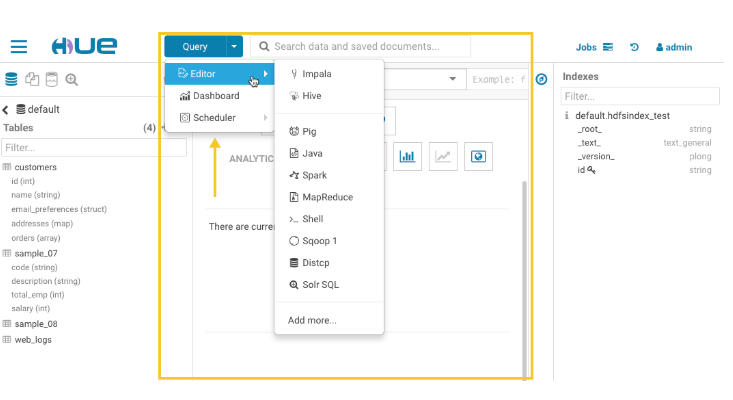 HUE
Query
Search data and saved documents...
Jobs
admin
Editor
Dashboard
Scheduler
Impala
Hive
Pig
Java
Spark
MapReduce
Shell
Sqoop 1
Distcp
Solr SQL
Add more...
Example: f
default
Tables
(4)
Filter...
customers
id (int)
name (string)
email_preferences (struct)
addresses (map)
orders (array)
sample_07
code (string)
description (string)
total_emp (int)
salary (int)
sample_08
web_logs
ANALYTIC
There are curre
Indexes
Filter...
default.hdfsindex_test
_root_ string
_text_ text_general
_version_ plong
id string